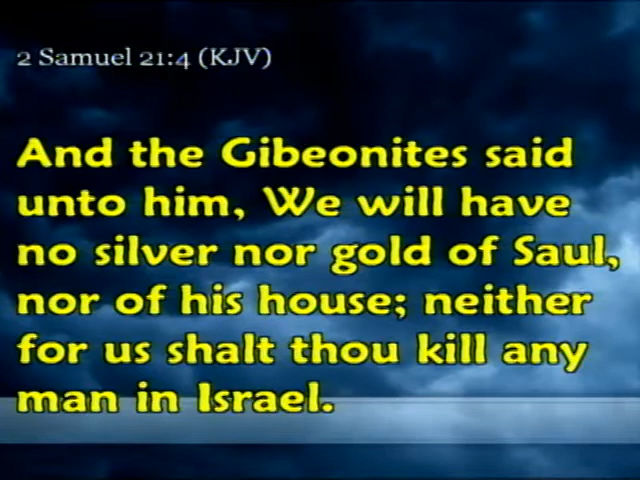 2 Samuel 21:4 (KJV)
And the Gibeonites said
unto him, We will have
no silver nor gold of Saul,
nor of his house; neither
for us shalt thou kill any
man in Israel.